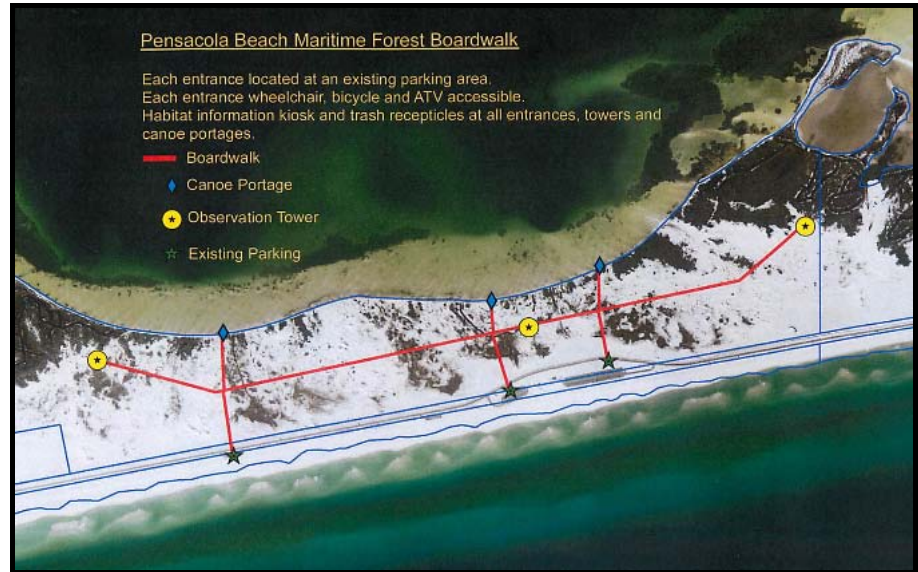 Pensacola Beach Maritime Forest Boardwalk
Each entrance located at an existing parking area.
Each entrance wheelchair, bicycle and ATV accessible.
Habitat information kiosk and trash recepticles at all entrances, towers and
canoe portages.
Boardwalk
Canoe Portage
Observation Tower
Existing Parking